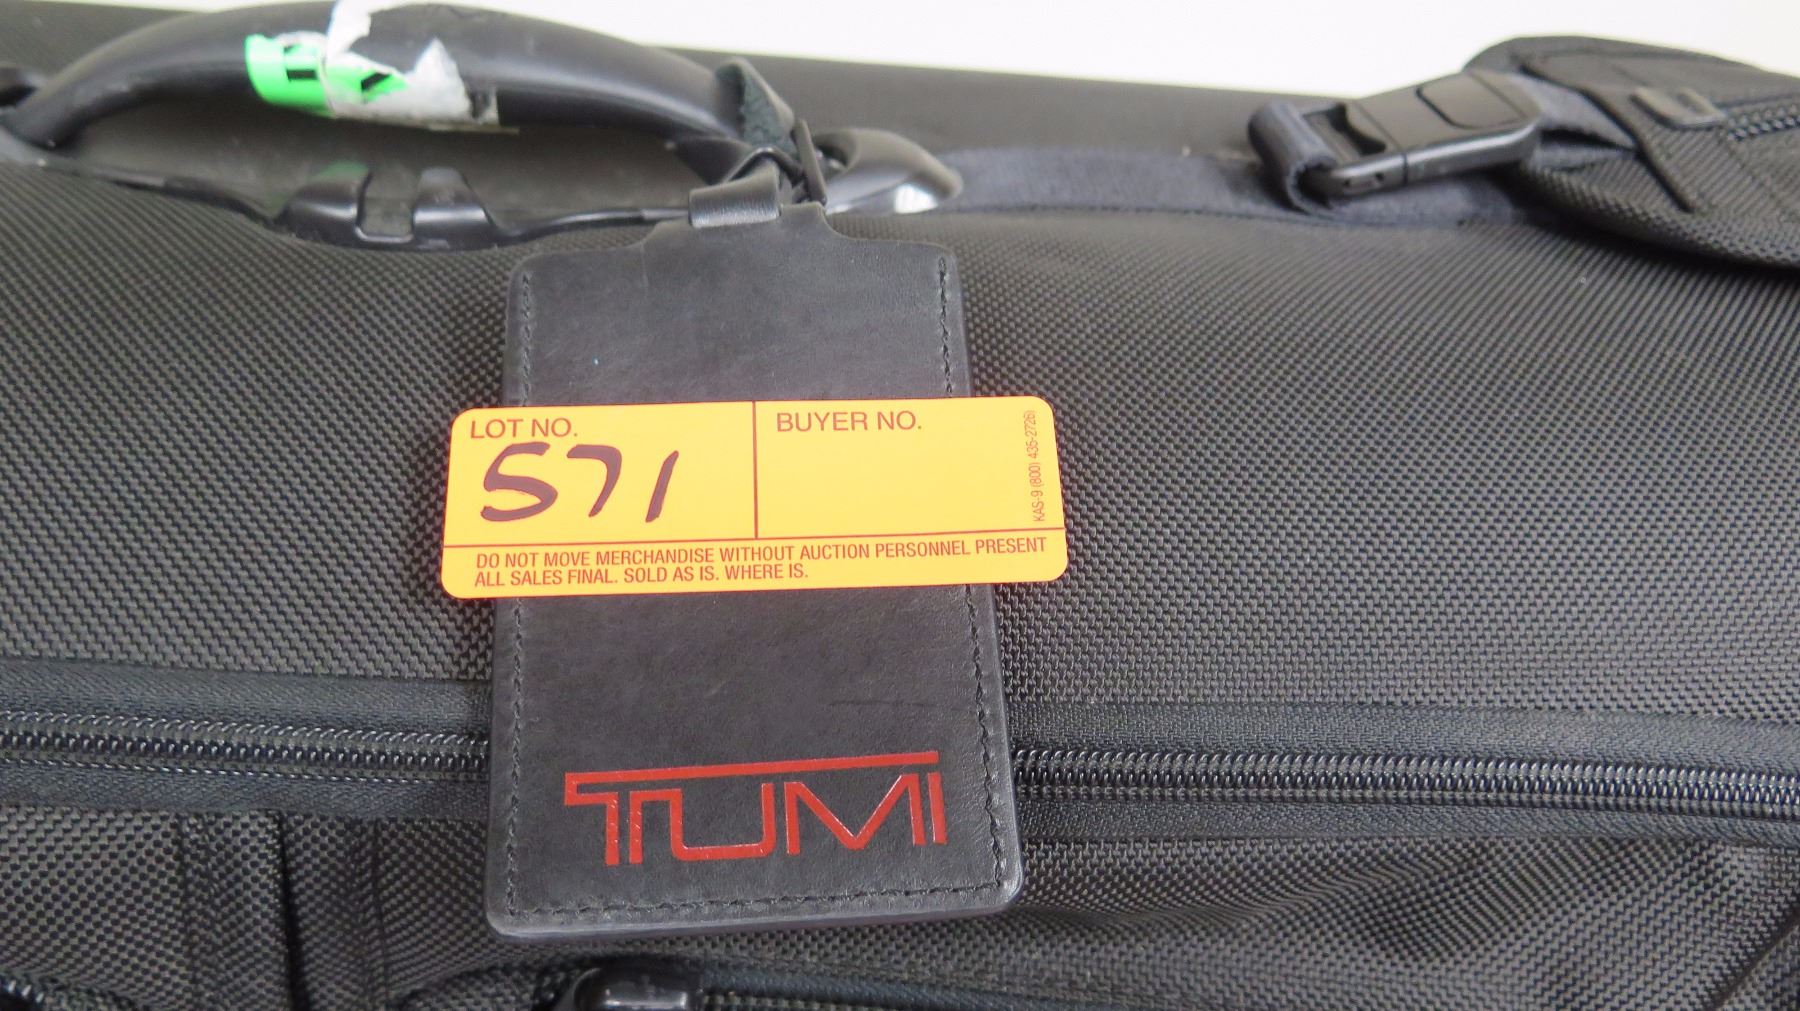 LOT NO.
571
BUYER NO.
KAS-9 (800) 435-2726)
DO NOT MOVE MERCHANDISE WITHOUT AUCTION PERSONNEL PRESENT
ALL SALES FINAL. SOLD AS IS. WHERE IS.
TUMI